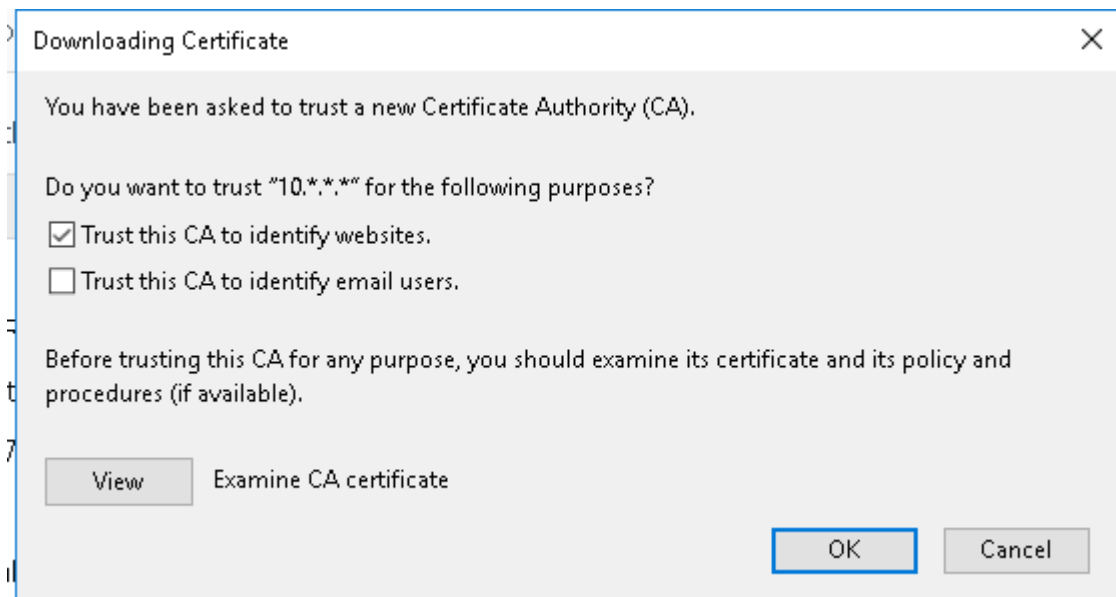 Downloading Certificate
You have been asked to trust a new Certificate Authority (CA).
Do you want to trust “10.*.*.*” for the following purposes?
Trust this CA to identify websites.
Trust this CA to identify email users.
Before trusting this CA for any purpose, you should examine its certificate and its policy and
procedures (if available).
View Examine CA certificate
OK Cancel